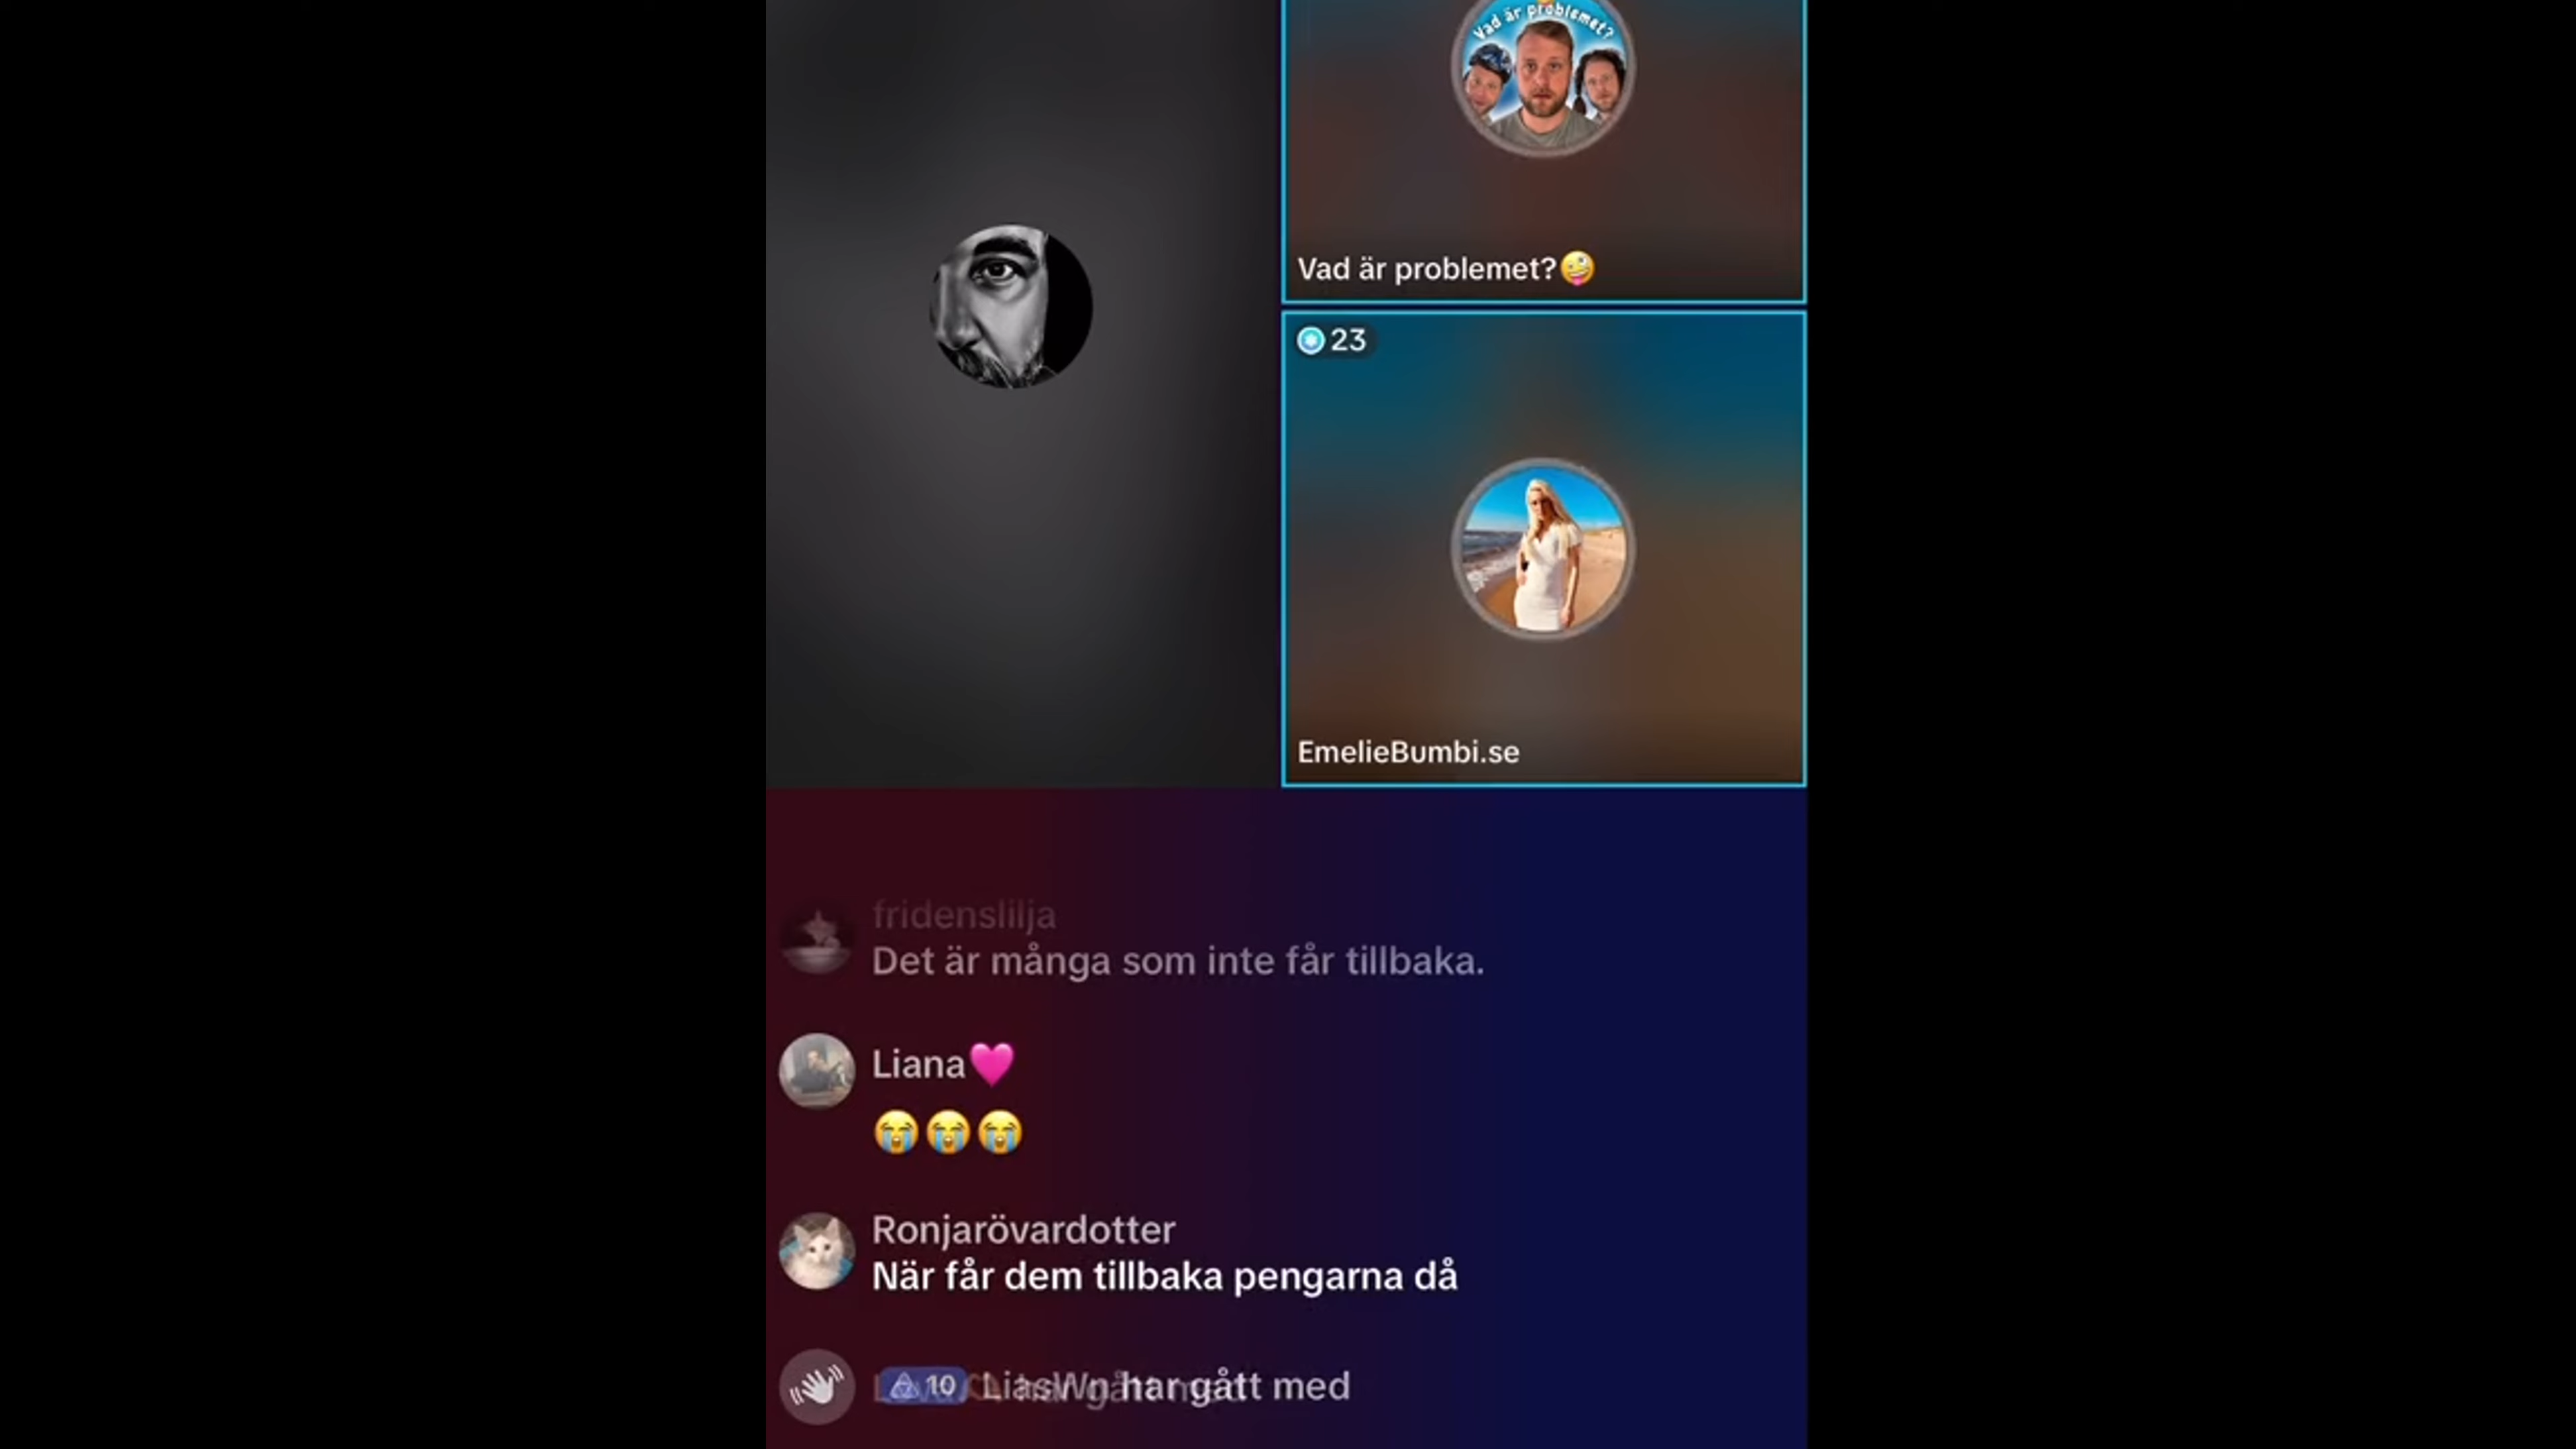 Vad är problemet?
Vad är problemet?🤪
23
EmelieBumbi.se
fridenslilja
Det är många som inte får tillbaka.
Liana🩷
😭😭😭
Ronjarövardotter
När får dem tillbaka pengarna då
10 LiasWn har gått med